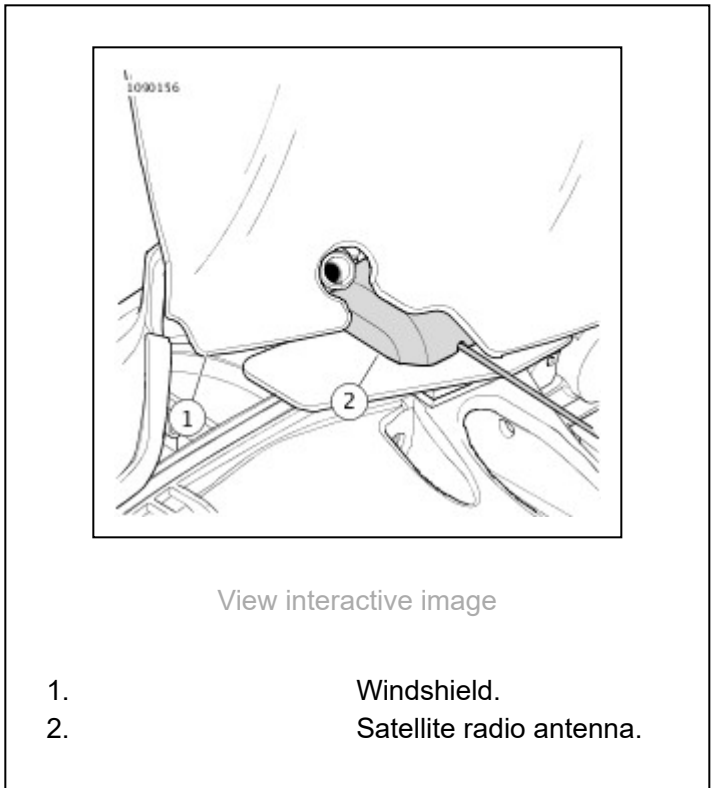 1090156
1
2
View interactive image
1. Windshield.
2. Satellite radio antenna.